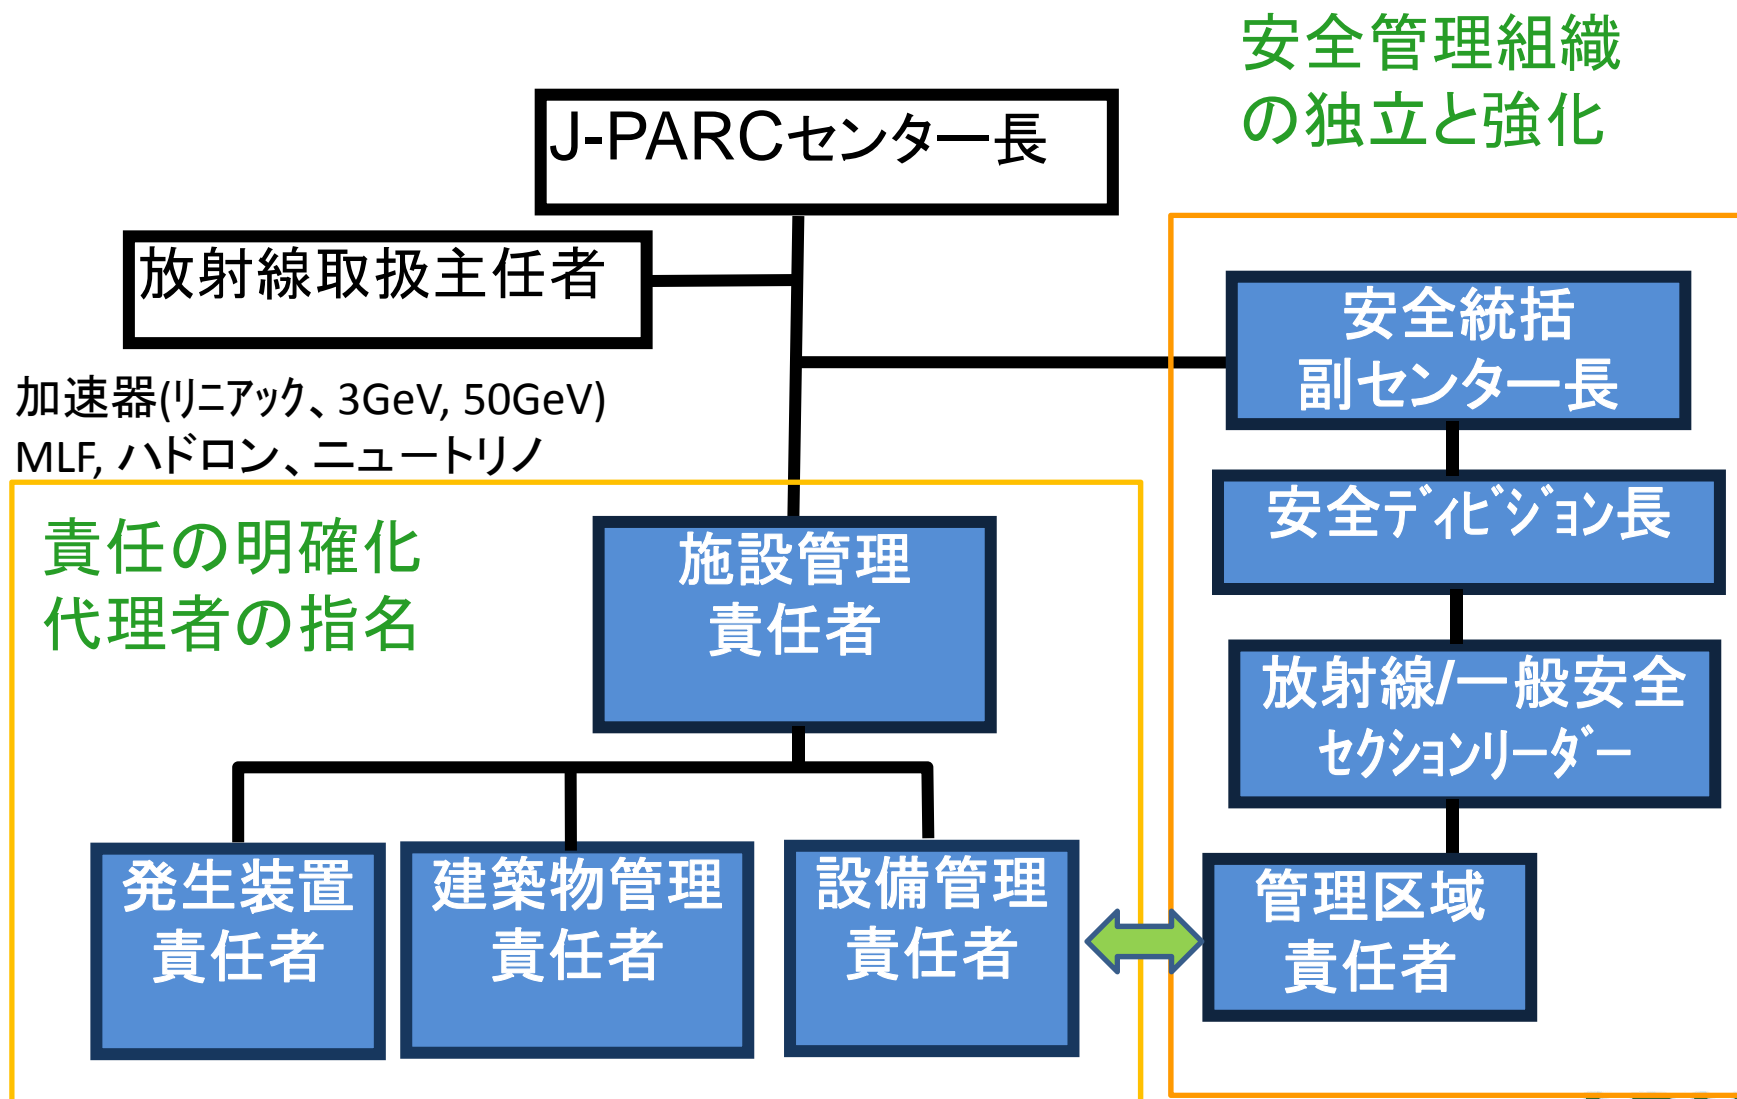 安全管理組織
の独立と強化
J-PARCセンター長
放射線取扱主任者
安全統括
副センター長
加速器(ﾘﾆｱｯｸ、3GeV, 50GeV)
MLF, ハドロン、ニュートリノ
安全ﾃﾞｨﾋﾞｼﾞｮﾝ長
責任の明確化
代理者の指名
施設管理
責任者
放射線/一般安全
ｾｸｼｮﾝﾘｰﾀﾞｰ
発生装置
責任者
建築物管理
責任者
設備管理
責任者
管理区域
責任者